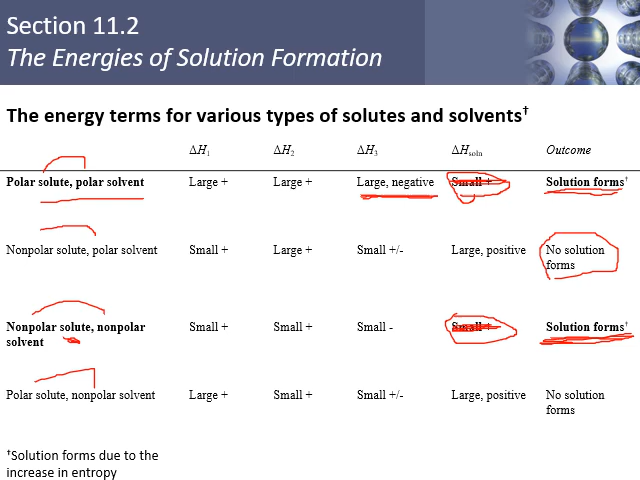 Section 11.2
The Energies of Solution Formation
The energy terms for various types of solutes and solvents†
ΔH₁ ΔH₂ ΔH₃ ΔHsoln Outcome
Polar solute, polar solvent Large + Large + Large, negative Small + Solution forms†
Nonpolar solute, polar solvent Small + Large + Small +/- Large, positive No solution
forms
Nonpolar solute, nonpolar Small + Small + Small - Small + Solution forms†
solvent
Polar solute, nonpolar solvent Large + Small + Small +/- Large, positive No solution
forms
†Solution forms due to the
increase in entropy